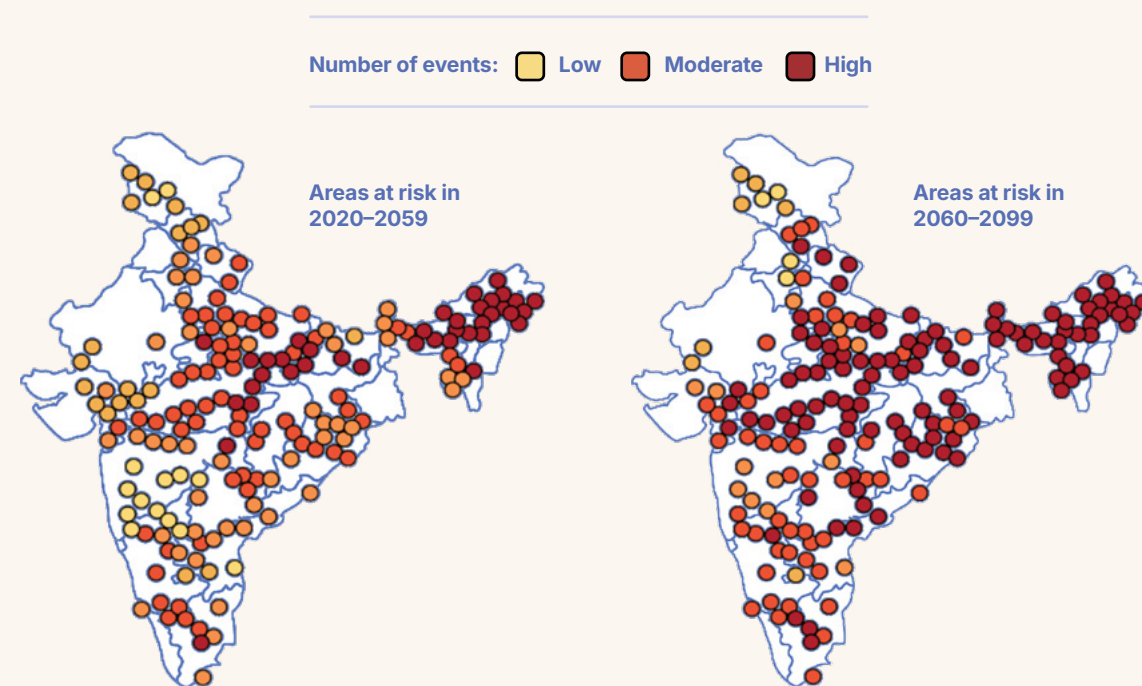 Number of events: Low Moderate High
Areas at risk in
2020–2059
Areas at risk in
2060–2099